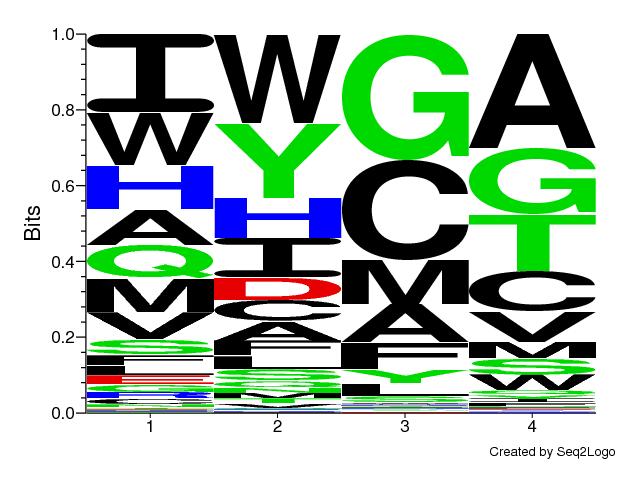 1.0
0.8
0.6
0.4
0.2
0.0
Bits
I W G A
W Y C G
H H M T
A I A C
Q D F V
M C Y M
V A S
S F W
1 2 3 4
Created by Seq2Logo